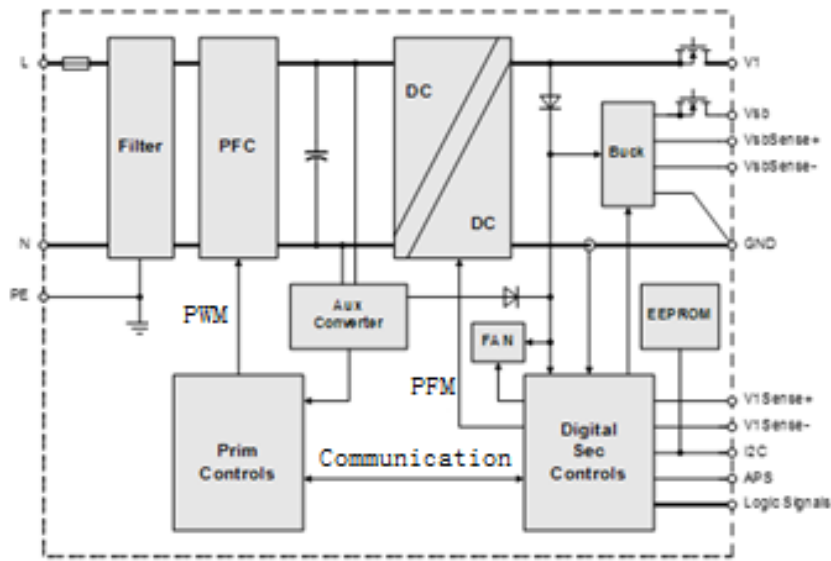 L
V1
DC
Vsb
Filter
PFC
Buck
VsbSense+
VsbSense-
DC
N
GND
PE
PWM
Aux
Converter
FAN
EEPROM
PFM
V1Sense+
V1Sense-
Prim
Controls
Communication
Digital
Sec
Controls
I2C
APS
Logic Signals